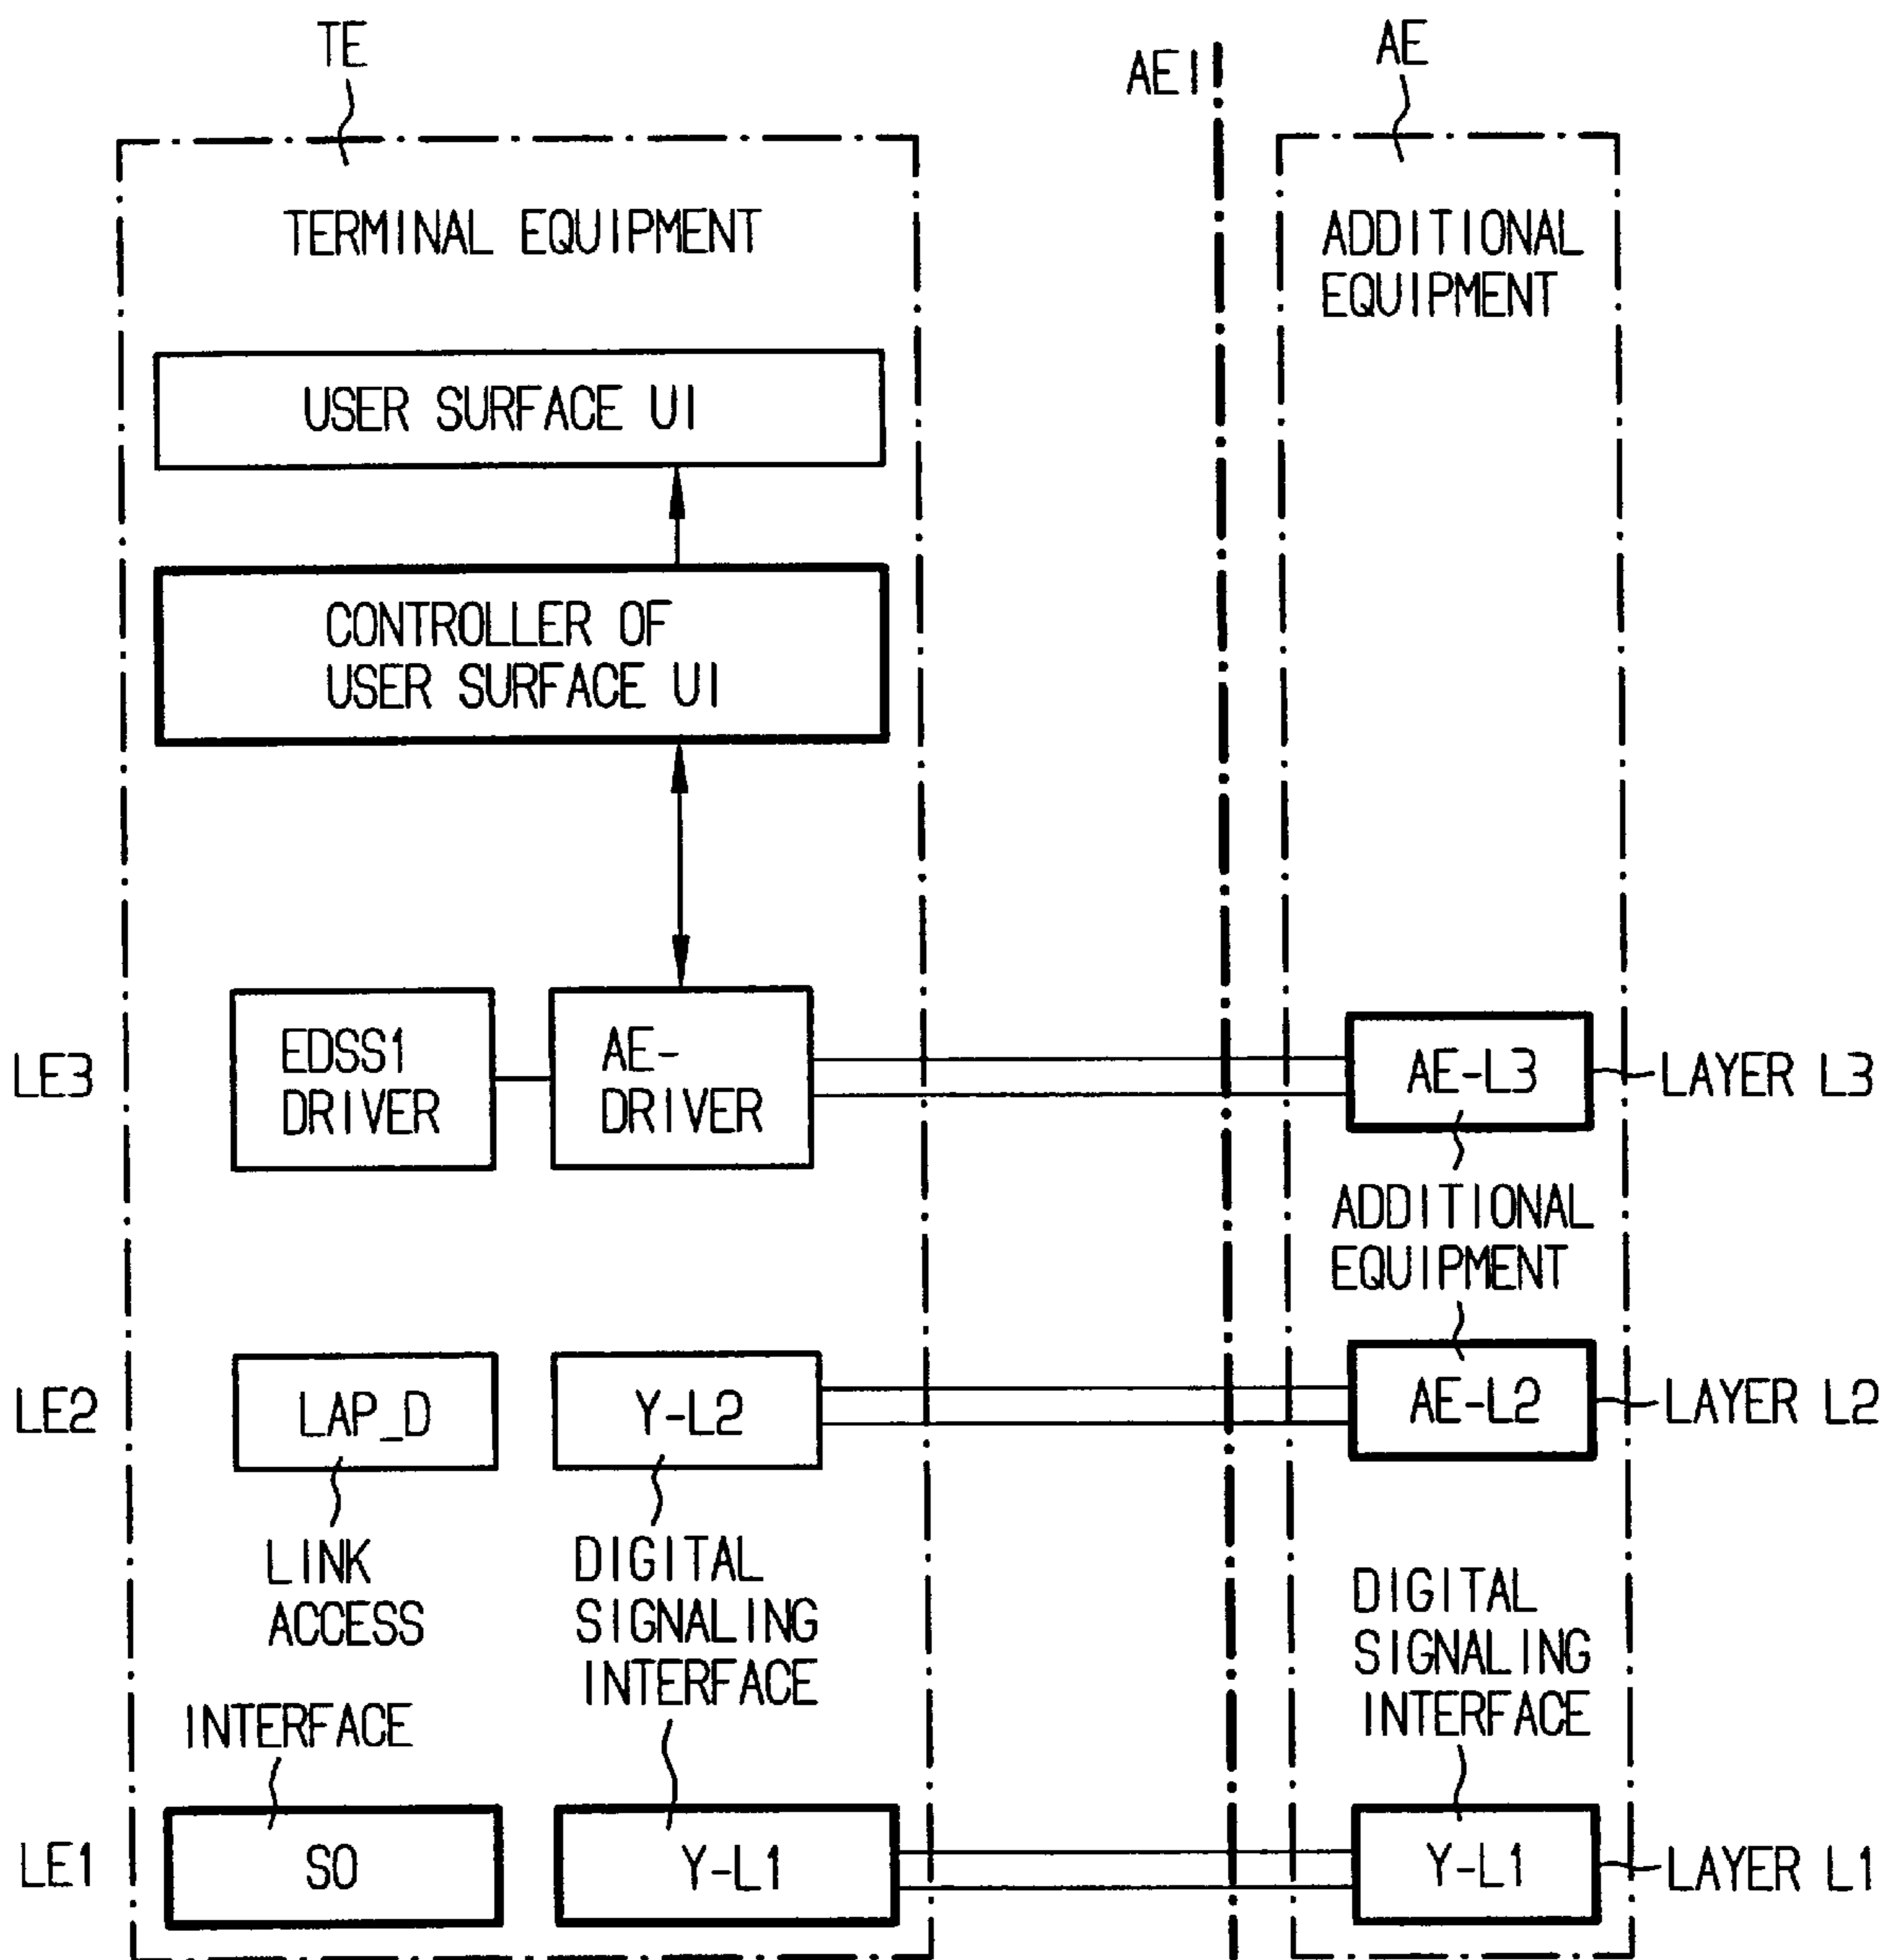 TE
AEI
AE
TERMINAL EQUIPMENT
ADDITIONAL
EQUIPMENT
USER SURFACE UI
CONTROLLER OF
USER SURFACE UI
LE3
EDSS1
DRIVER
AE-
DRIVER
AE-L3
LAYER L3
ADDITIONAL
EQUIPMENT
LE2
LAP_D
Y-L2
AE-L2
LAYER L2
LINK
ACCESS
DIGITAL
SIGNALING
INTERFACE
DIGITAL
SIGNALING
INTERFACE
INTERFACE
LE1
S0
Y-L1
Y-L1
LAYER L1